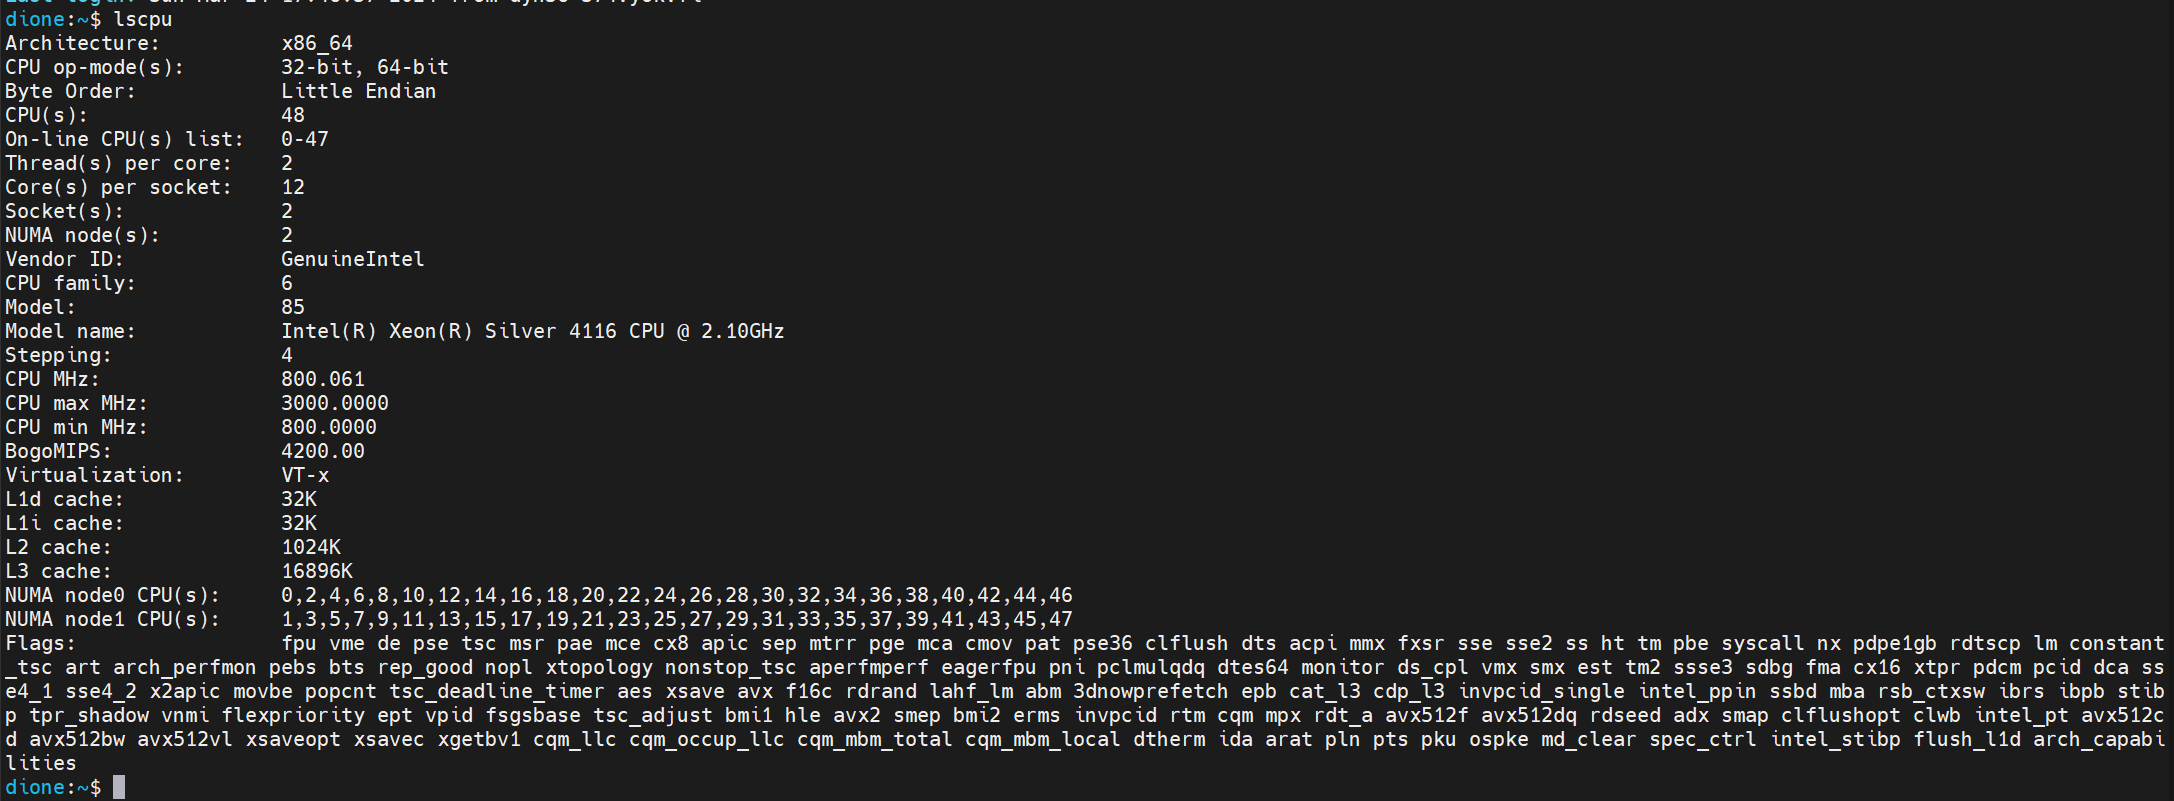 dione:~$ lscpu
Architecture:          x86_64
CPU op-mode(s):        32-bit, 64-bit
Byte Order:            Little Endian
CPU(s):                48
On-line CPU(s) list:   0-47
Thread(s) per core:    2
Core(s) per socket:    12
Socket(s):             2
NUMA node(s):          2
Vendor ID:             GenuineIntel
CPU family:            6
Model:                 85
Model name:            Intel(R) Xeon(R) Silver 4116 CPU @ 2.10GHz
Stepping:              4
CPU MHz:               800.061
CPU max MHz:           3000.0000
CPU min MHz:           800.0000
BogoMIPS:              4200.00
Virtualization:        VT-x
L1d cache:             32K
L1i cache:             32K
L2 cache:              1024K
L3 cache:              16896K
NUMA node0 CPU(s):     0,2,4,6,8,10,12,14,16,18,20,22,24,26,28,30,32,34,36,38,40,42,44,46
NUMA node1 CPU(s):     1,3,5,7,9,11,13,15,17,19,21,23,25,27,29,31,33,35,37,39,41,43,45,47
Flags:                 fpu vme de pse tsc msr pae mce cx8 apic sep mtrr pge mca cmov pat pse36 clflush dts acpi mmx fxsr sse sse2 ss ht tm pbe syscall nx pdpe1gb rdtscp lm constant
_tsc art arch_perfmon pebs bts rep_good nopl xtopology nonstop_tsc aperfmperf eagerfpu pni pclmulqdq dtes64 monitor ds_cpl vmx smx est tm2 ssse3 sdbg fma cx16 xtpr pdcm pcid dca ss
e4_1 sse4_2 x2apic movbe popcnt tsc_deadline_timer aes xsave avx f16c rdrand lahf_lm abm 3dnowprefetch epb cat_l3 cdp_l3 invpcid_single intel_ppin ssbd mba rsb_ctxsw ibrs ibpb stib
p tpr_shadow vnmi flexpriority ept vpid fsgsbase tsc_adjust bmi1 hle avx2 smep bmi2 erms invpcid rtm cqm mpx rdt_a avx512f avx512dq rdseed adx smap clflushopt clwb intel_pt avx512c
d avx512bw avx512vl xsaveopt xsavec xgetbv1 cqm_llc cqm_occup_llc cqm_mbm_total cqm_mbm_local dtherm ida arat pln pts pku ospke md_clear spec_ctrl intel_stibp flush_l1d arch_capabi
lities
dione:~$